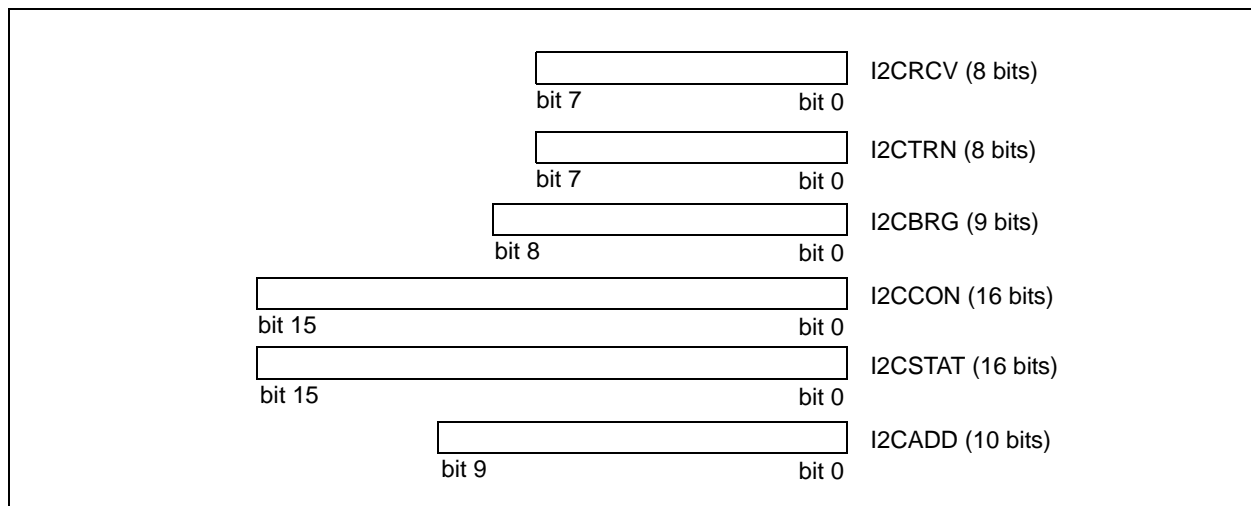 I2CRCV (8 bits)
bit 7 bit 0
I2CTRN (8 bits)
bit 7 bit 0
I2CBRG (9 bits)
bit 8 bit 0
I2CCON (16 bits)
bit 15 bit 0
I2CSTAT (16 bits)
bit 15 bit 0
I2CADD (10 bits)
bit 9 bit 0